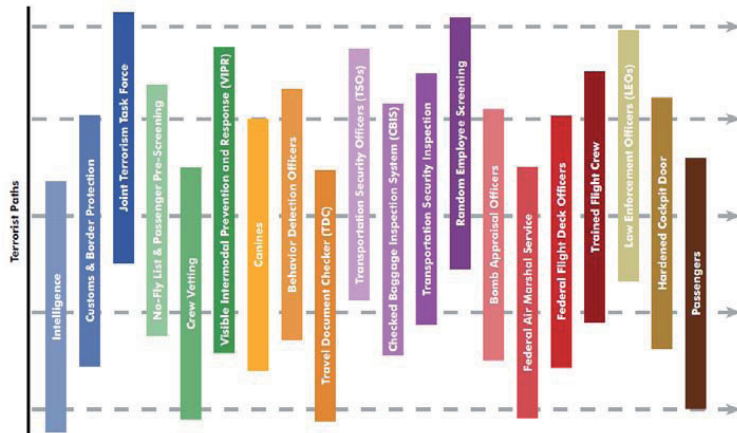 Terrorist Paths
Intelligence
Customs & Border Protection
Joint Terrorism Task Force
No-Fly List & Passenger Pre-Screening
Crew Vetting
Visible Intermodal Prevention and Response (VIPR)
Canines
Behavior Detection Officers
Travel Document Checker (TDC)
Transportation Security Officers (TSOs)
Checked Baggage Inspection System (CBIS)
Transportation Security Inspection
Random Employee Screening
Bomb Appraisal Officers
Federal Air Marshal Service
Federal Flight Deck Officers
Trained Flight Crew
Law Enforcement Officers (LEOs)
Hardened Cockpit Door
Passengers